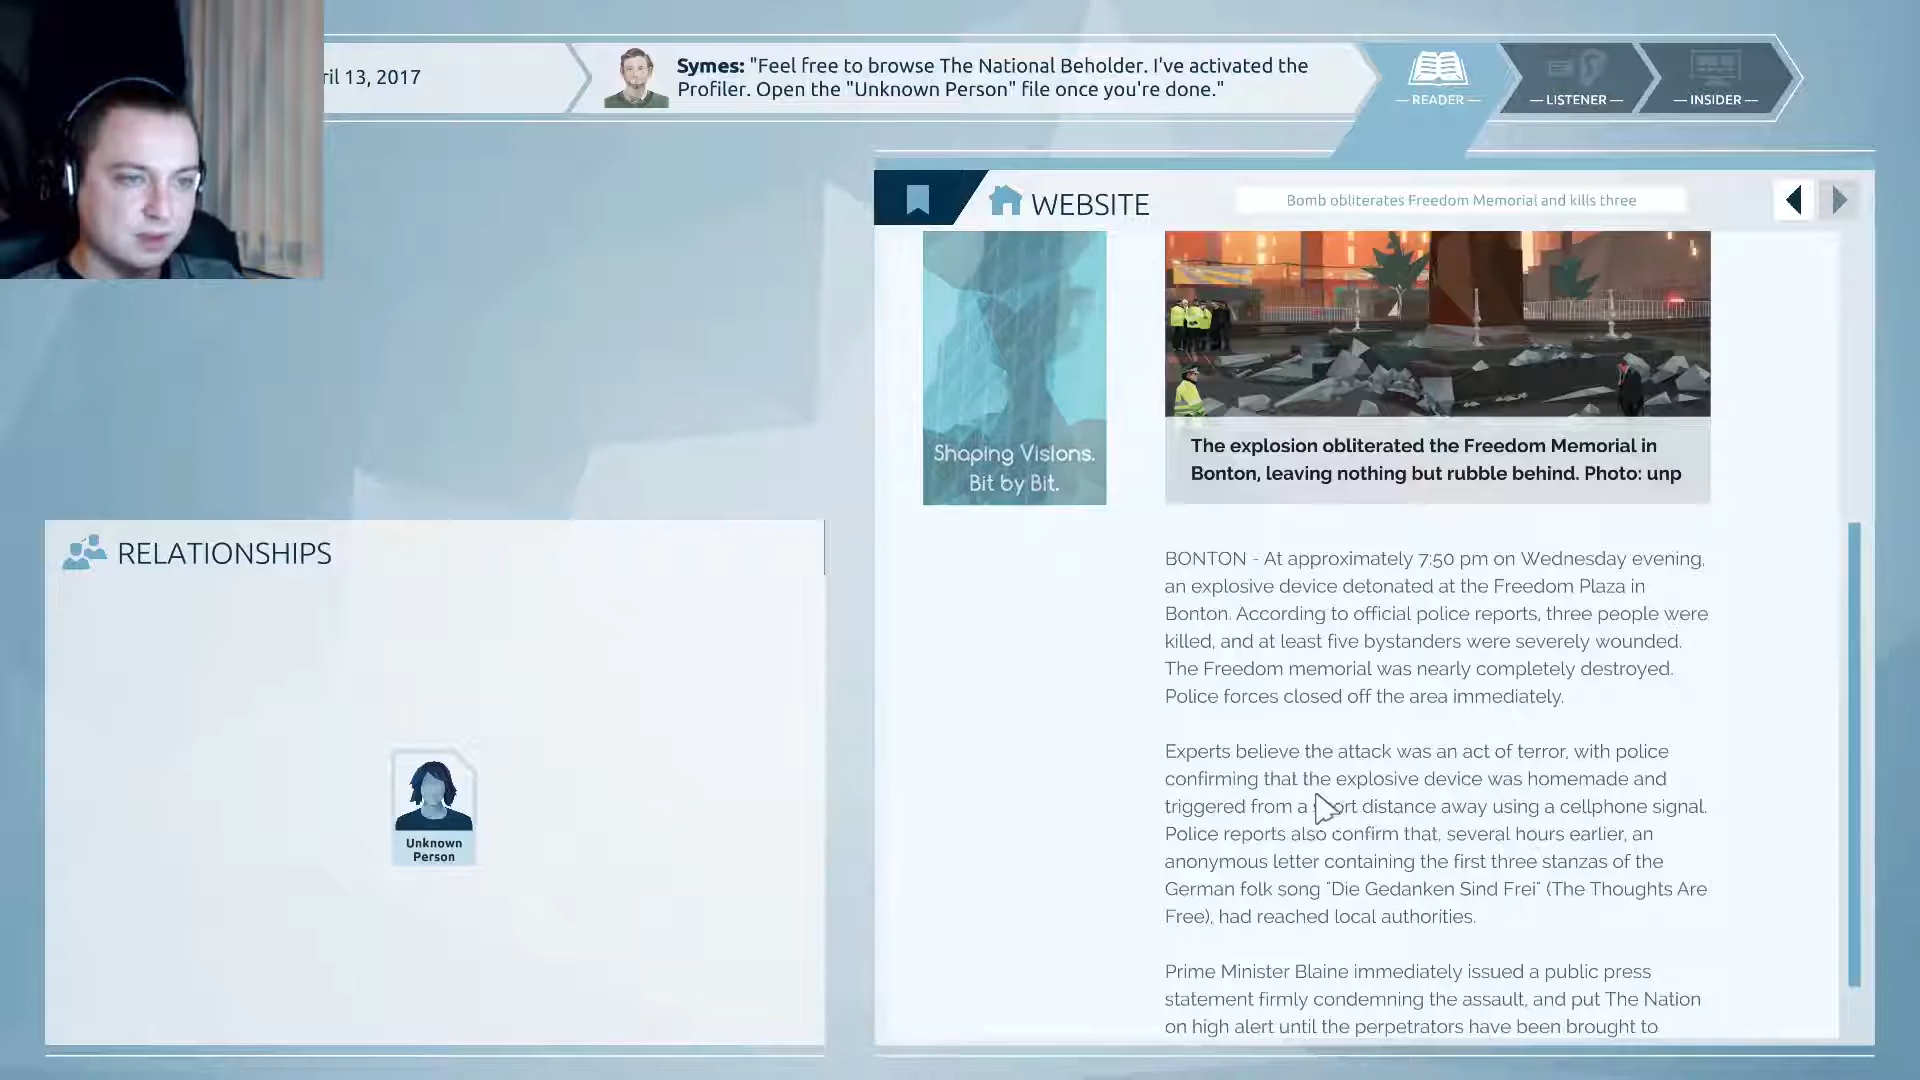 ril 13, 2017
Symes: "Feel free to browse The National Beholder. I've activated the
Profiler. Open the "Unknown Person" file once you're done."
READER
LISTENER
INSIDER
WEBSITE
Bomb obliterates Freedom Memorial and kills three
Shaping Visions.
Bit by Bit.
The explosion obliterated the Freedom Memorial in
Bonton, leaving nothing but rubble behind. Photo: unp
RELATIONSHIPS
Unknown
Person
BONTON - At approximately 7:50 pm on Wednesday evening,
an explosive device detonated at the Freedom Plaza in
Bonton. According to official police reports, three people were
killed, and at least five bystanders were severely wounded.
The Freedom memorial was nearly completely destroyed.
Police forces closed off the area immediately.
Experts believe the attack was an act of terror, with police
confirming that the explosive device was homemade and
triggered from a short distance away using a cellphone signal.
Police reports also confirm that, several hours earlier, an
anonymous letter containing the first three stanzas of the
German folk song "Die Gedanken Sind Frei" (The Thoughts Are
Free), had reached local authorities.
Prime Minister Blaine immediately issued a public press
statement firmly condemning the assault, and put The Nation
on high alert until the perpetrators have been brought to